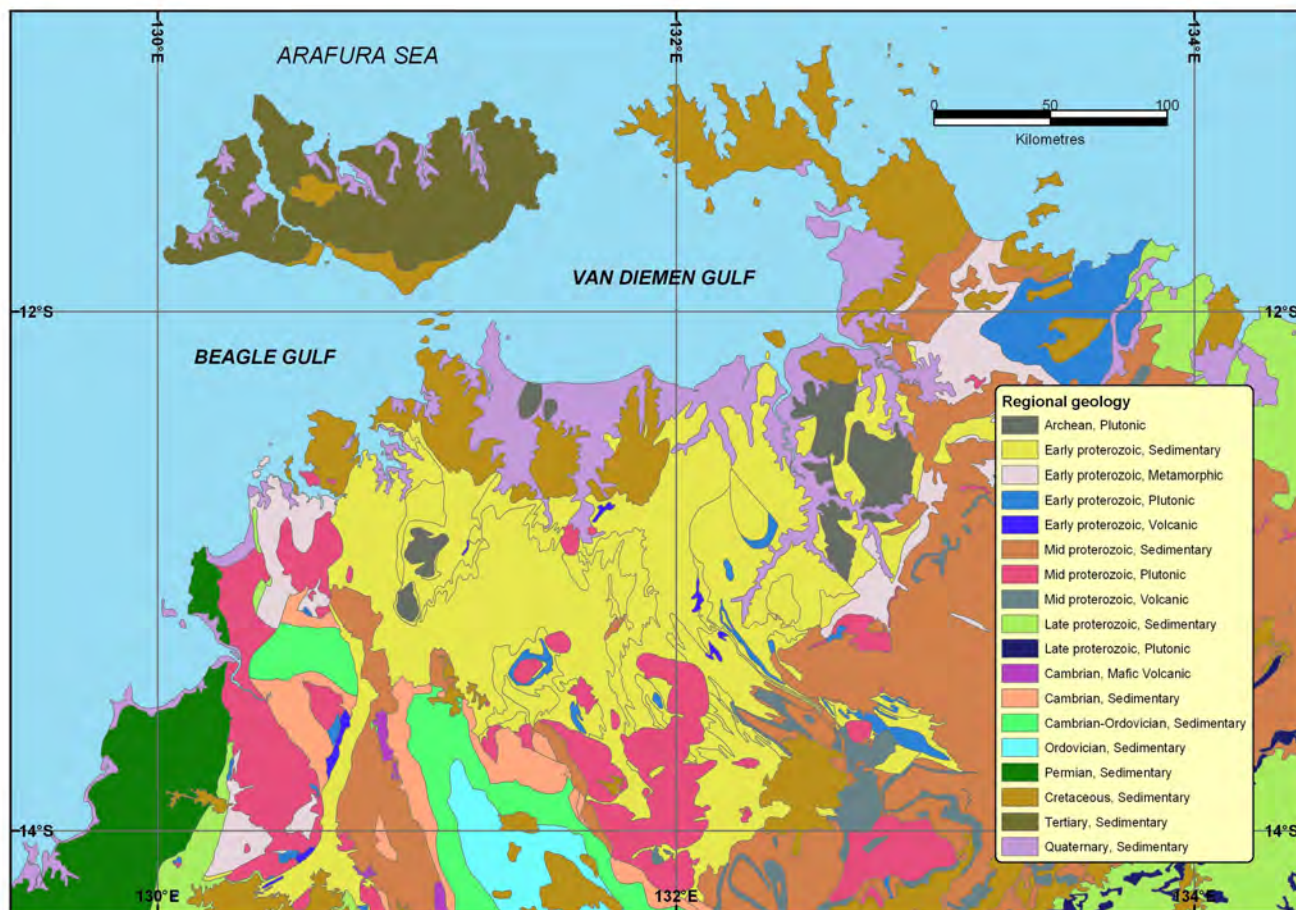 130°E
132°E
134°E
ARAFURA SEA
0 50 100
Kilometres
VAN DIEMEN GULF
12°S
12°S
BEAGLE GULF
Regional geology
Archean, Plutonic
Early proterozoic, Sedimentary
Early proterozoic, Metamorphic
Early proterozoic, Plutonic
Early proterozoic, Volcanic
Mid proterozoic, Sedimentary
Mid proterozoic, Plutonic
Mid proterozoic, Volcanic
Late proterozoic, Sedimentary
Late proterozoic, Plutonic
Cambrian, Mafic Volcanic
Cambrian, Sedimentary
Cambrian-Ordovician, Sedimentary
Ordovician, Sedimentary
Permian, Sedimentary
Cretaceous, Sedimentary
Tertiary, Sedimentary
Quaternary, Sedimentary
14°S
14°S
130°E
132°E
134°E